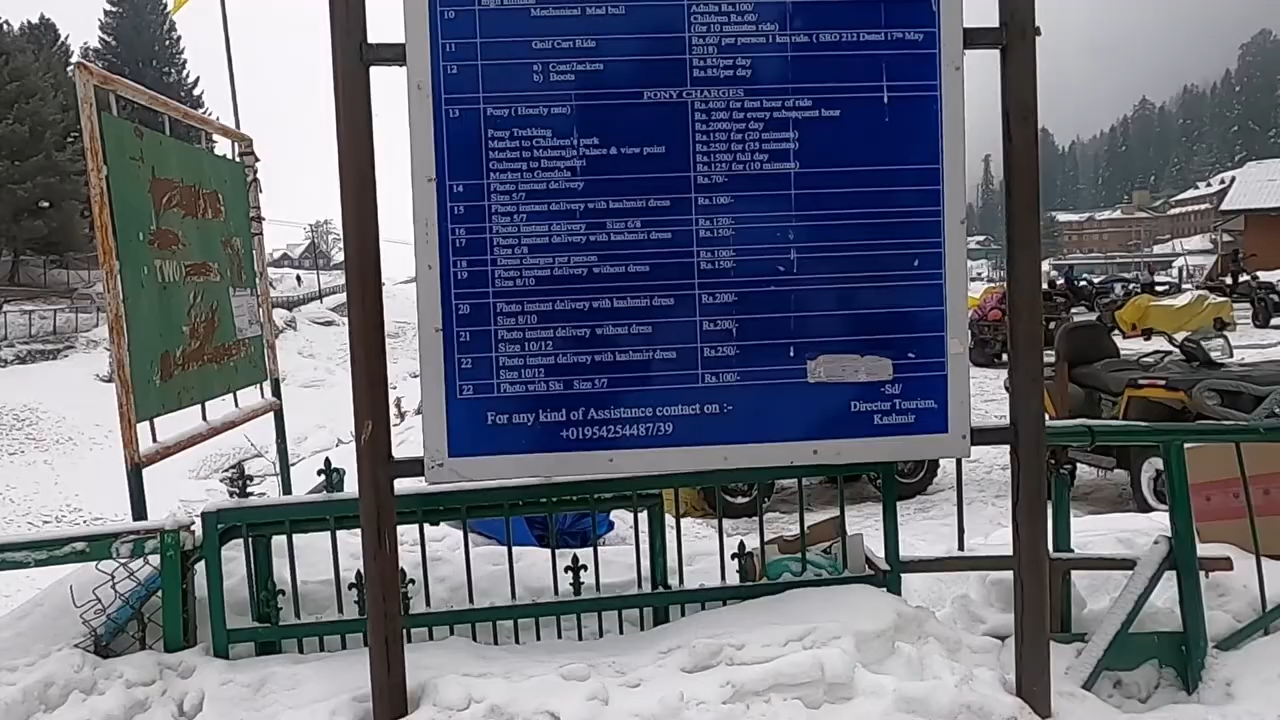 10 Mechanical Mad bull Adults Rs.100/
Children Rs.60/
(for 10 minutes ride)
11 Golf Cart Ride Rs.60/ per person 1 km ride. ( SRO 212 Dated 17th May
2018)
12 a) Coat/Jackets Rs.85/per day
b) Boots Rs.85/per day
PONY CHARGES
13 Pony ( Hourly rate) Rs.400/ for first hour of ride
Rs. 200/ for every subsequent hour
Pony Trekking Rs.2000/per day
Market to Children's park Rs.150/ for (20 minutes)
Market to Maharajja Palace & view point Rs.250/ for (35 minutes)
Gulmarg to Butapathri Rs.1500/ full day
Market to Gondola Rs.125/ for (10 minutes)
14 Photo instant delivery Rs.70/-
Size 5/7
15 Photo instant delivery with kashmiri dress Rs.100/-
Size 5/7
16 Photo instant delivery Size 6/8 Rs.120/-
17 Photo instant delivery with kashmiri dress Rs.150/-
Size 6/8
18 Dress charges per person Rs.100/-
19 Photo instant delivery without dress Rs.150/-
Size 8/10
20 Photo instant delivery with kashmiri dress Rs.200/-
Size 8/10
21 Photo instant delivery without dress Rs.200/-
Size 10/12
22 Photo instant delivery with kashmiri dress Rs.250/-
Size 10/12
22 Photo with Ski Size 5/7 Rs.100/-
For any kind of Assistance contact on :-
+01954254487/39
-Sd/
Director Tourism,
Kashmir
TWO